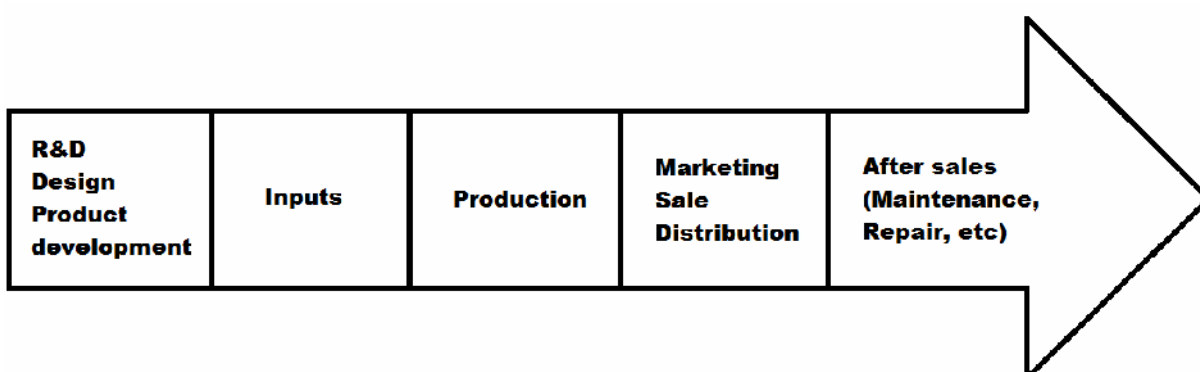 R&D
Design
Product
development
Inputs
Production
Marketing
Sale
Distribution
After sales
(Maintenance,
Repair, etc)